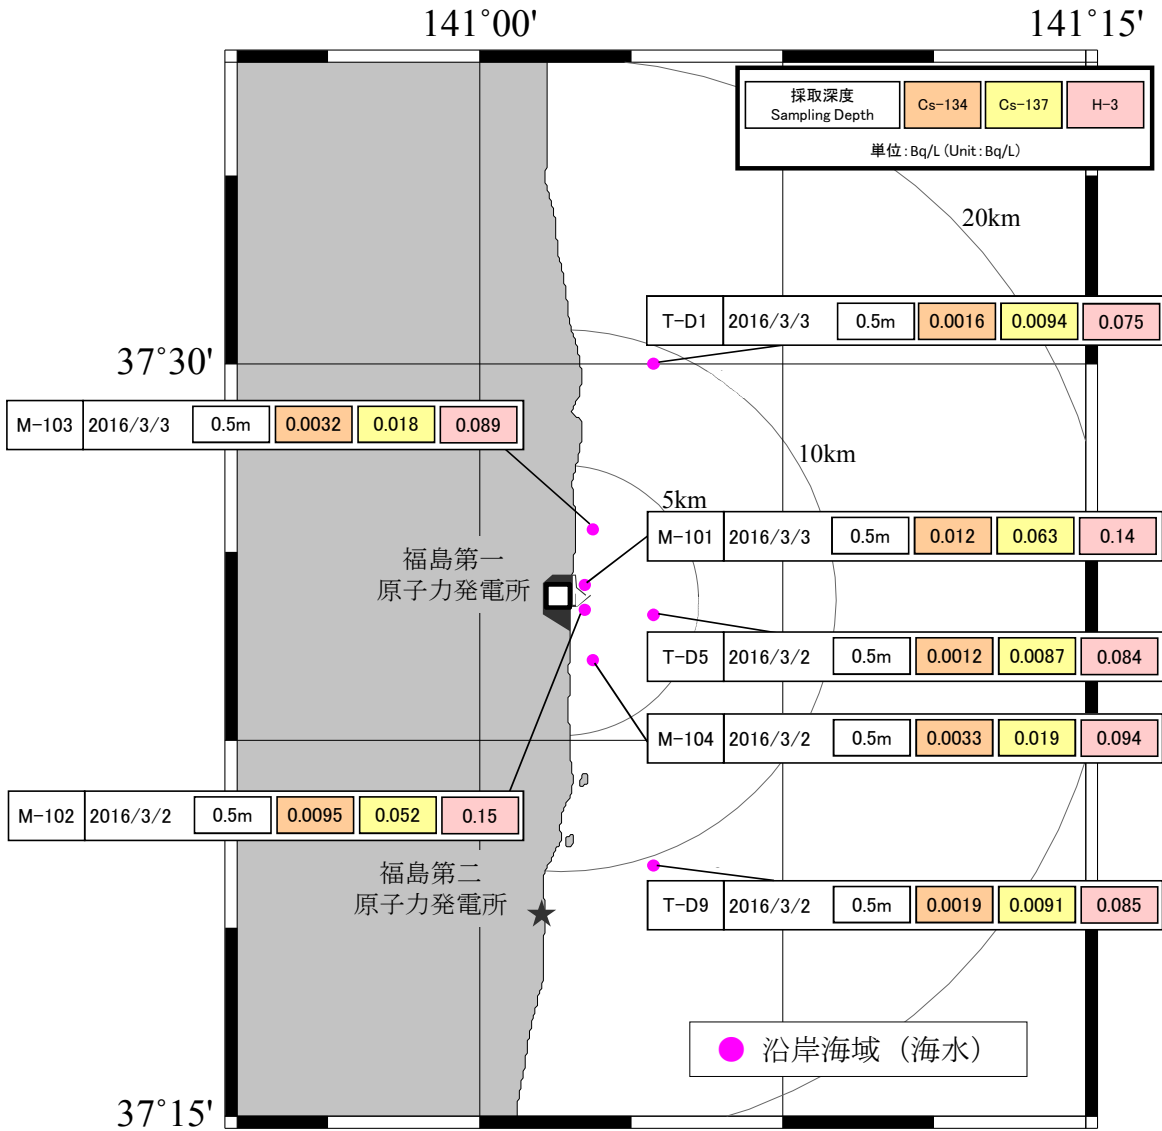 141°00'
141°15'
採取深度
Sampling Depth
Cs-134
Cs-137
H-3
単位:Bq/L (Unit:Bq/L)
20km
T-D1 2016/3/3 0.5m 0.0016 0.0094 0.075
37°30'
M-103 2016/3/3 0.5m 0.0032 0.018 0.089
10km
5km
M-101 2016/3/3 0.5m 0.012 0.063 0.14
福島第一
原子力発電所
T-D5 2016/3/2 0.5m 0.0012 0.0087 0.084
M-104 2016/3/2 0.5m 0.0033 0.019 0.094
M-102 2016/3/2 0.5m 0.0095 0.052 0.15
福島第二
原子力発電所
T-D9 2016/3/2 0.5m 0.0019 0.0091 0.085
沿岸海域（海水）
37°15'